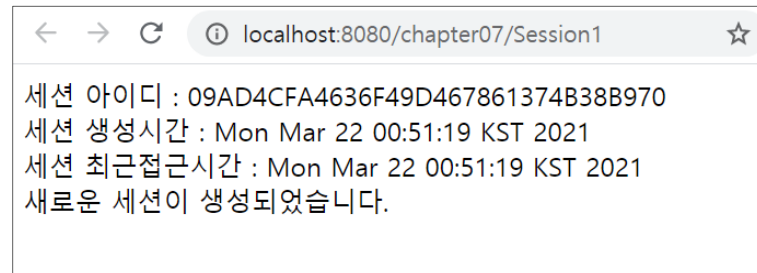 localhost:8080/chapter07/Session1
세션 아이디 : 09AD4CFA4636F49D467861374B38B970
세션 생성시간 : Mon Mar 22 00:51:19 KST 2021
세션 최근접근시간 : Mon Mar 22 00:51:19 KST 2021
새로운 세션이 생성되었습니다.